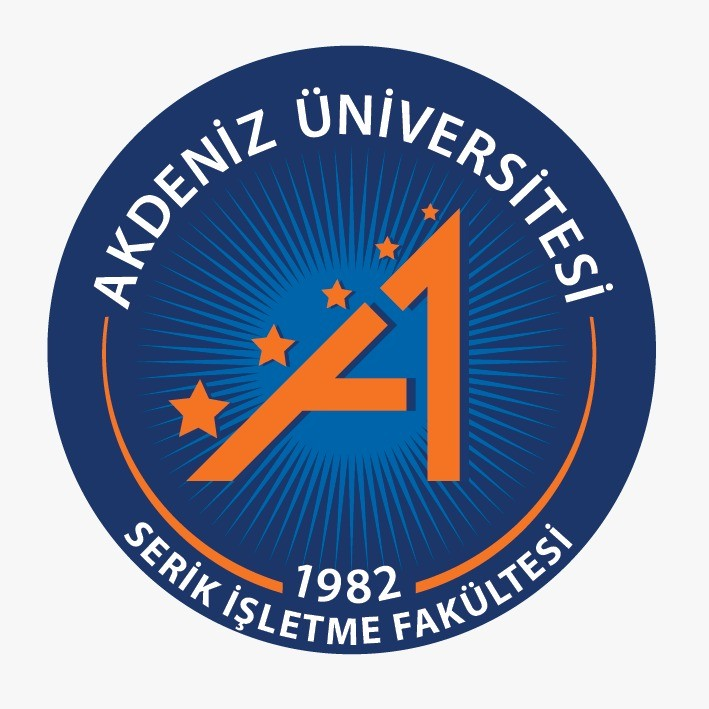 AKDENİZ ÜNİVERSİTESİ
1982
SERİK İŞLETME FAKÜLTESİ